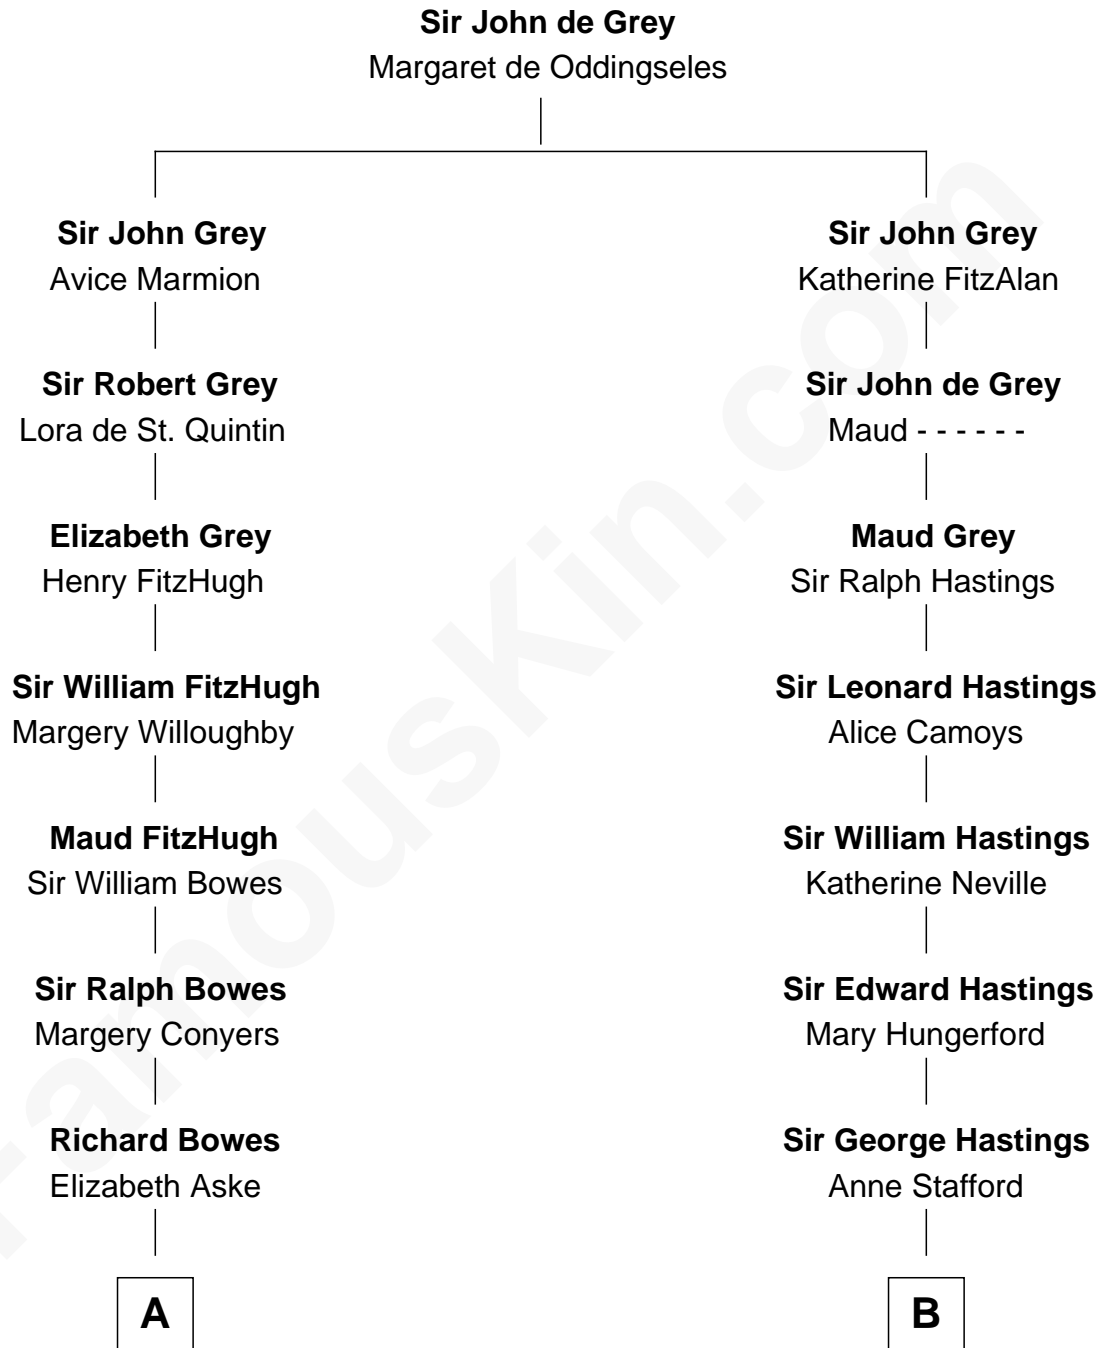 Sir John de Grey
Margaret de Oddingseles
Sir John Grey
Avice Marmion
Sir Robert Grey
Lora de St. Quintin
Elizabeth Grey
Henry FitzHugh
Sir William FitzHugh
Margery Willoughby
Maud FitzHugh
Sir William Bowes
Sir Ralph Bowes
Margery Conyers
Richard Bowes
Elizabeth Aske
A
Sir John Grey
Katherine FitzAlan
Sir John de Grey
Maud - - - - - -
Maud Grey
Sir Ralph Hastings
Sir Leonard Hastings
Alice Camoys
Sir William Hastings
Katherine Neville
Sir Edward Hastings
Mary Hungerford
Sir George Hastings
Anne Stafford
B
FamousKin.com